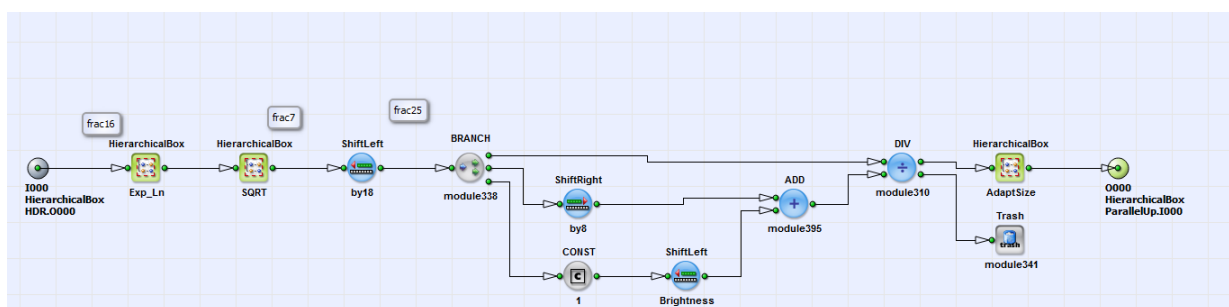 frac16
frac7
frac25
HierarchicalBox
Exp_Ln
HierarchicalBox
SQRT
ShiftLeft
by18
BRANCH
module338
DIV
module310
HierarchicalBox
AdaptSize
I000
HierarchicalBox
HDR.O000
O000
HierarchicalBox
ParallelUp.I000
ShiftRight
by8
ADD
+
module395
÷
Trash
trash
module341
CONST
C
1
ShiftLeft
Brightness